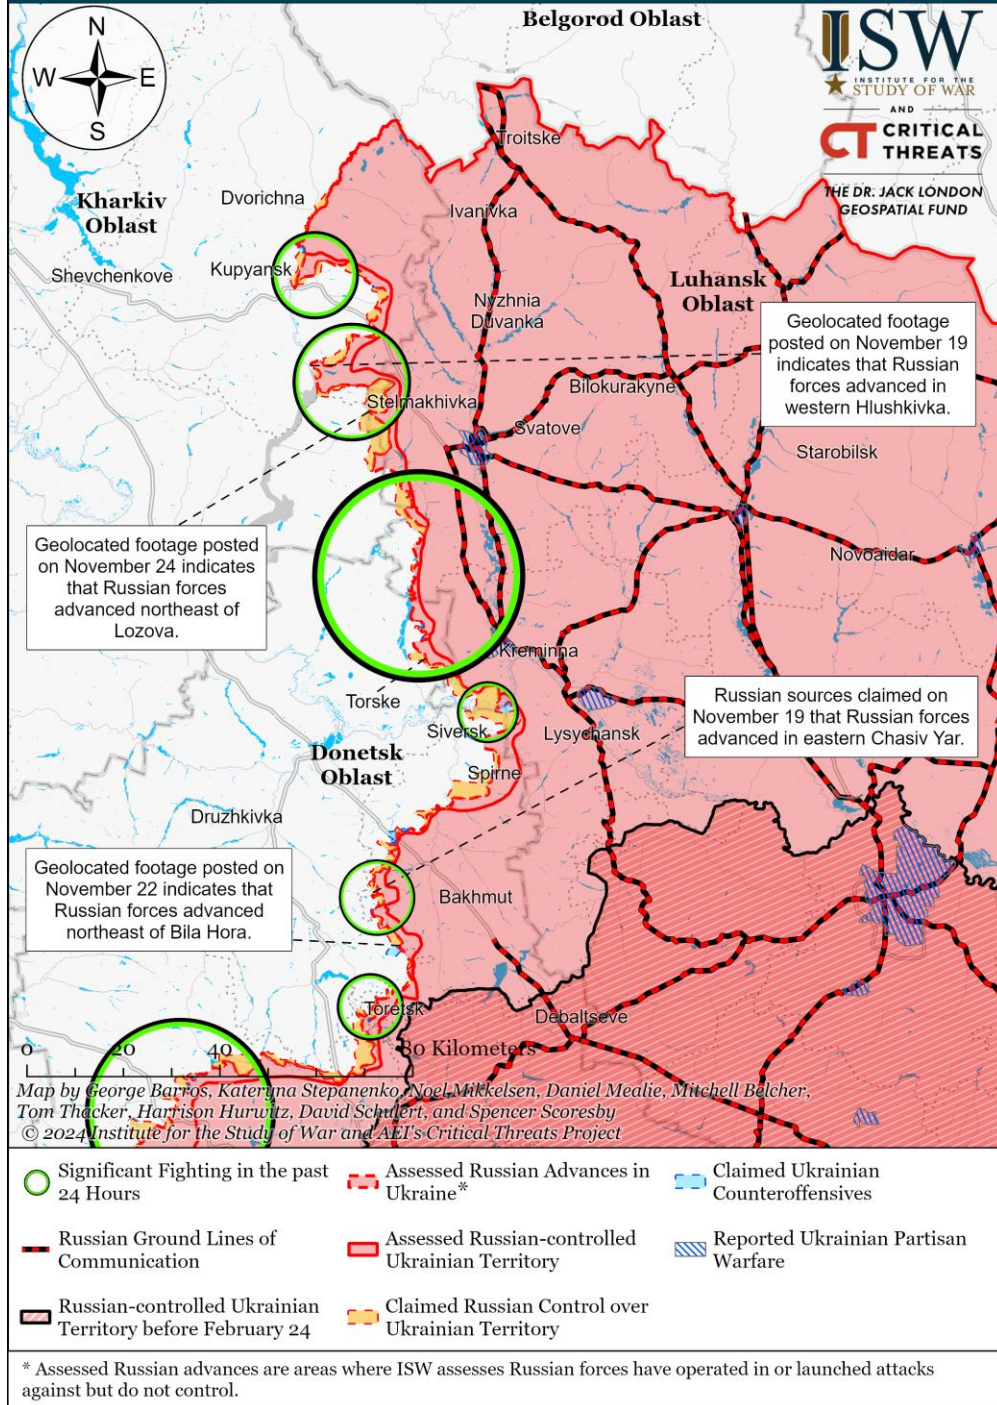 Belgorod Oblast
N
W
E
S
ISW
INSTITUTE FOR THE
STUDY OF WAR
AND
CT CRITICAL
THREATS
THE DR. JACK LONDON
GEOSPATIAL FUND
Troitske
Dvorichna
Kharkiv
Oblast
Ivanivka
Shevchenkove
Kupyansk
Luhansk
Oblast
Nyzhnia
Duvanka
Geolocated footage
posted on November 19
indicates that Russian
forces advanced in
western Hlushkivka.
Bilokurakyne
Stelmakhivka
Svatove
Starobilsk
Geolocated footage posted
on November 24 indicates
that Russian forces
advanced northeast of
Lozova.
Novoaidar
Kreminna
Torske
Siversk
Lysychansk
Russian sources claimed on
November 19 that Russian forces
advanced in eastern Chasiv Yar.
Donetsk
Oblast
Spirne
Druzhkivka
Geolocated footage posted on
November 22 indicates that
Russian forces advanced
northeast of Bila Hora.
Bakhmut
Toretsk
Debaltseve
0 20 40 80 Kilometers
Map by George Barros, Kateryna Stepanenko, Noel Mikkelsen, Daniel Mealie, Mitchell Belcher,
Tom Thacker, Harrison Hurwitz, David Schulert, and Spencer Scoresby
© 2024 Institute for the Study of War and AEI's Critical Threats Project
Significant Fighting in the past
24 Hours
Assessed Russian Advances in
Ukraine*
Claimed Ukrainian
Counteroffensives
Russian Ground Lines of
Communication
Assessed Russian-controlled
Ukrainian Territory
Reported Ukrainian Partisan
Warfare
Russian-controlled Ukrainian
Territory before February 24
Claimed Russian Control over
Ukrainian Territory
* Assessed Russian advances are areas where ISW assesses Russian forces have operated in or launched attacks
against but do not control.